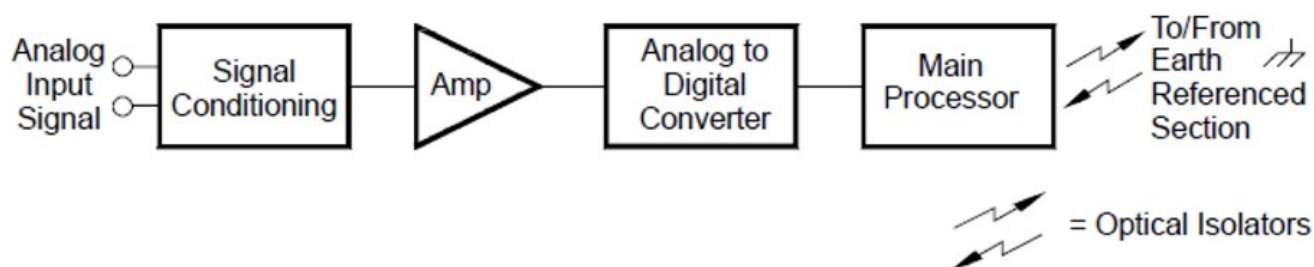 Analog
Input
Signal
Signal
Conditioning
Amp
Analog to
Digital
Converter
Main
Processor
To/From
Earth
Referenced
Section
= Optical Isolators